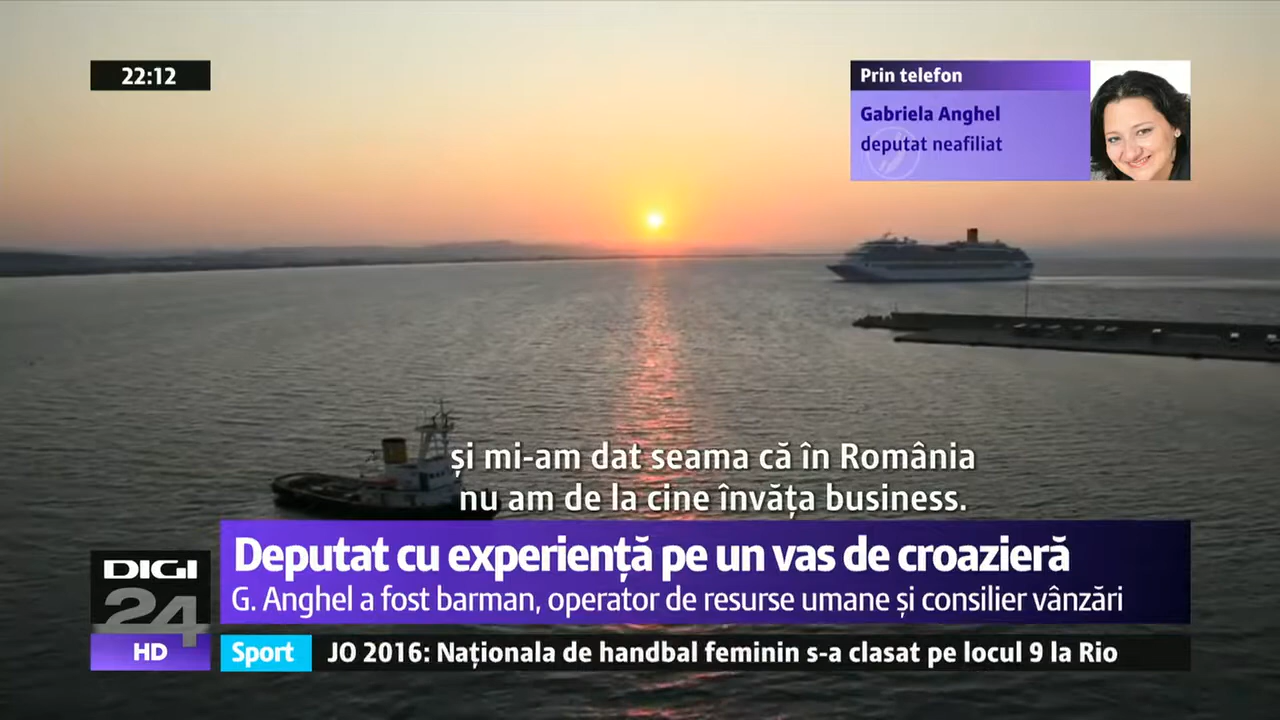 22:12
Prin telefon
Gabriela Anghel
deputat neafiliat
și mi-am dat seama că în România
nu am de la cine învăța business.
Deputat cu experiență pe un vas de croazieră
G. Anghel a fost barman, operator de resurse umane și consilier vânzări
DIGI
24
HD
Sport
JO 2016: Naționala de handbal feminin s-a clasat pe locul 9 la Rio